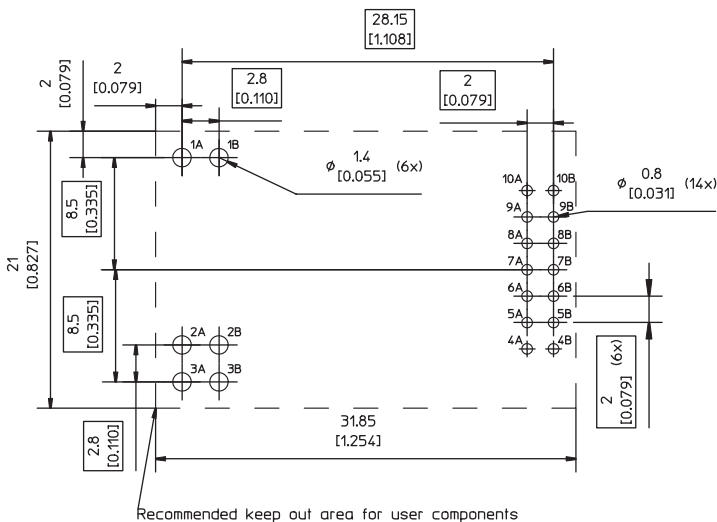 28.15
[1.108]
2
[0.079]
2
[0.079]
2.8
[0.110]
2
[0.079]
1A 1B
ø 1.4 (6x)
[0.055]
10A 10B
ø 0.8 (14x)
[0.031]
9A 9B
8.5
[0.335]
8A 8B
21
[0.827]
7A 7B
6A 6B
8.5
[0.335]
5A 5B
2A 2B
4A 4B
2 (6x)
[0.079]
3A 3B
2.8
[0.110]
31.85
[1.254]
Recommended keep out area for user components